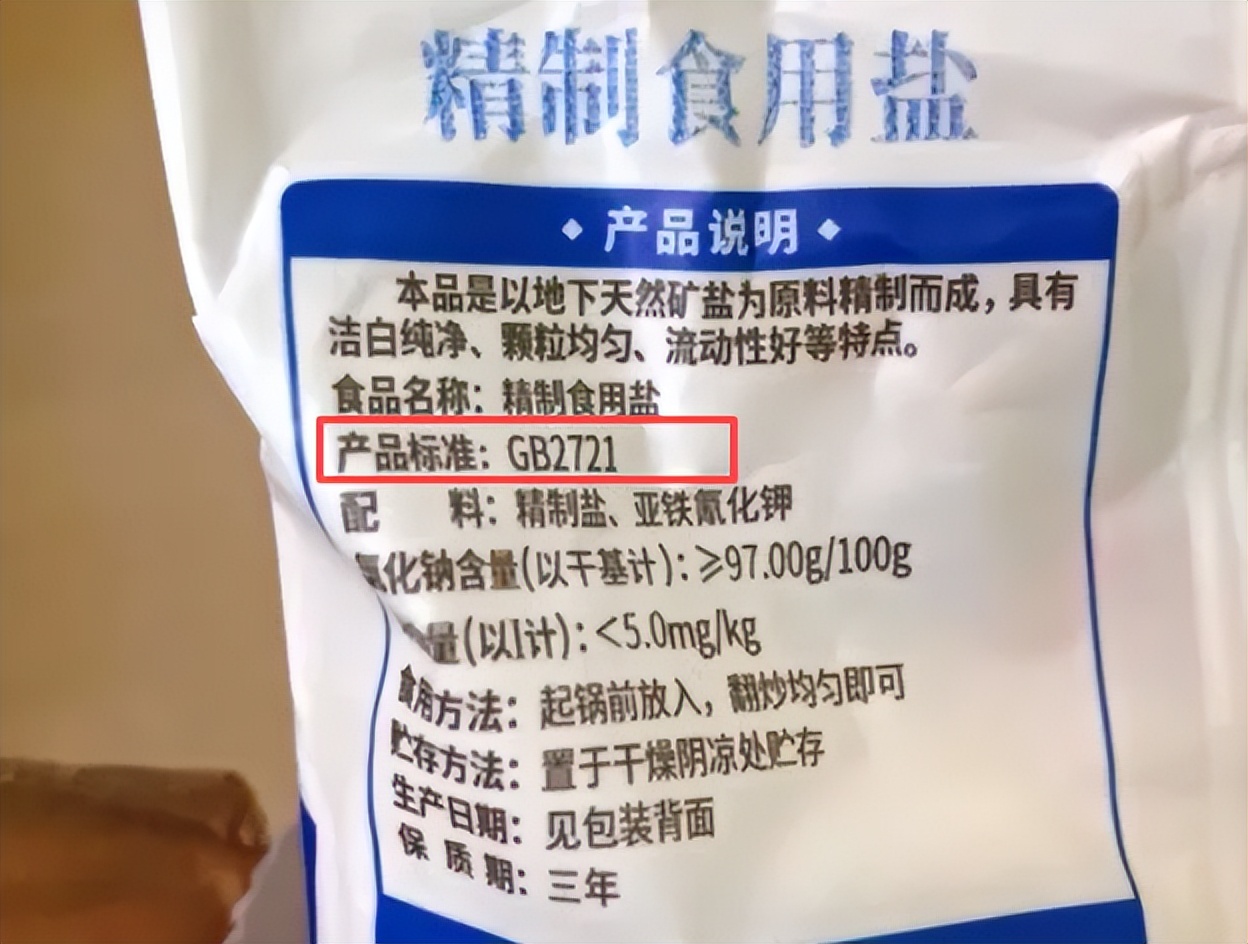 精制食用盐
产品说明
本品是以地下天然矿盐为原料精制而成，具有
洁白纯净、颗粒均匀、流动性好等特点。
食品名称：精制食用盐
产品标准：GB2721
配 料：精制盐、亚铁氰化钾
氯化钠含量(以干基计)：≥97.00g/100g
含量(以I计)：<5.0mg/kg
食用方法：起锅前放入，翻炒均匀即可
贮存方法：置于干燥阴凉处贮存
生产日期：见包装背面
保质期：三年